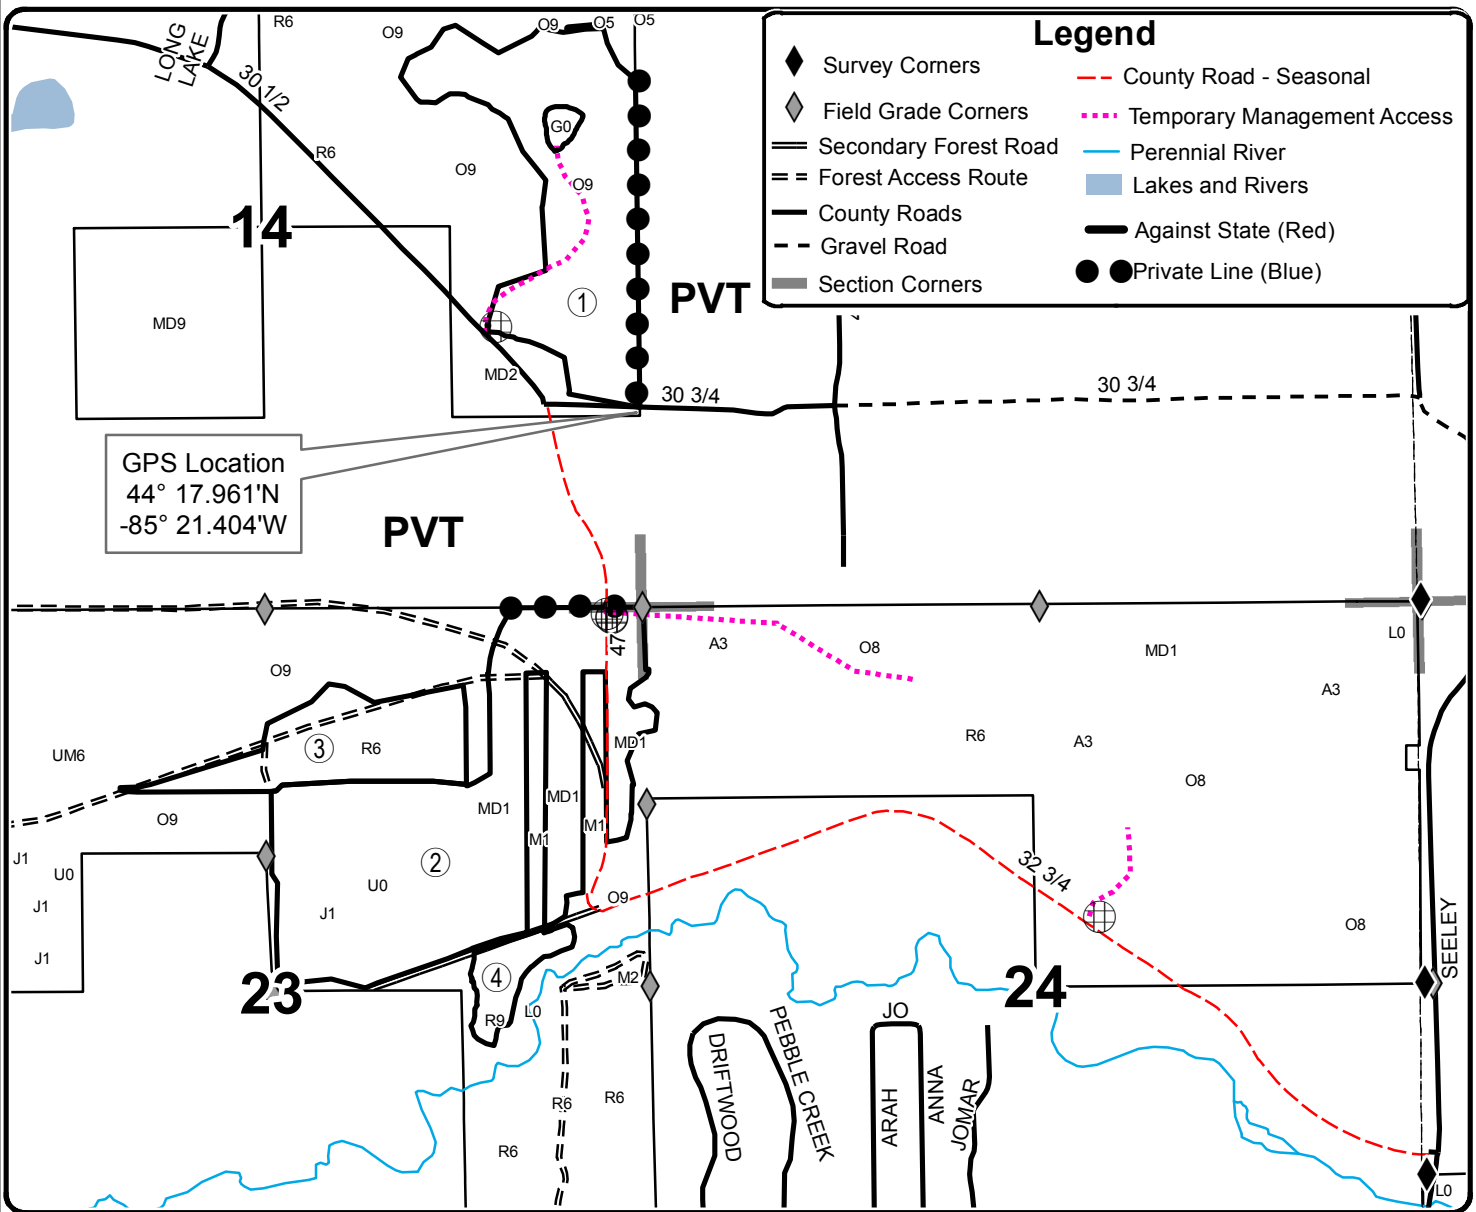 Legend
Survey Corners
Field Grade Corners
Secondary Forest Road
Forest Access Route
County Roads
Gravel Road
Section Corners
County Road - Seasonal
Temporary Management Access
Perennial River
Lakes and Rivers
Against State (Red)
Private Line (Blue)
LONG
LAKE
R6
O9
O9
O5
O5
30 1/2
R6
G0
O9
O9
14
1
PVT
MD9
MD2
30 3/4
30 3/4
GPS Location
44° 17.961'N
-85° 21.404'W
PVT
47
A3
O8
MD1
L0
O9
A3
3
R6
UM6
MD1
R6
A3
O8
MD1
MD1
O9
M1
M1
J1
U0
2
U0
J1
O9
32 3/4
J1
O8
SEELEY
J1
23
4
M2
24
R9
L0
JO
DRIFTWOOD
PEBBLE CREEK
ARAH
ANNA
JOMAR
R6
R6
R6
L0